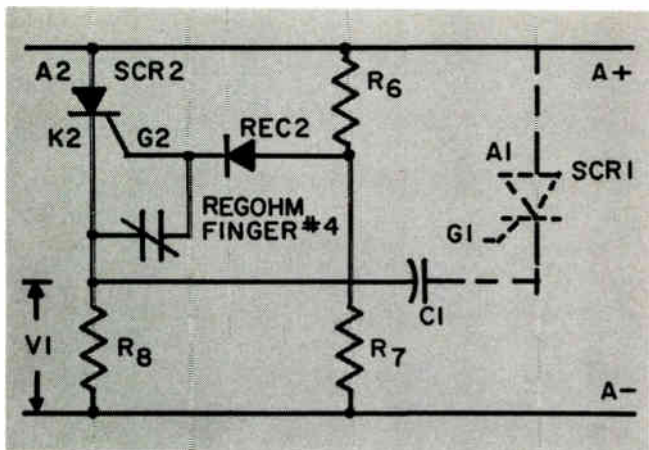 A2 SCR2
R6
A+
K2 G2 REC2
A1
SCR1
REGOHM
FINGER #4
G1
C1
V1
R8
R7
A-